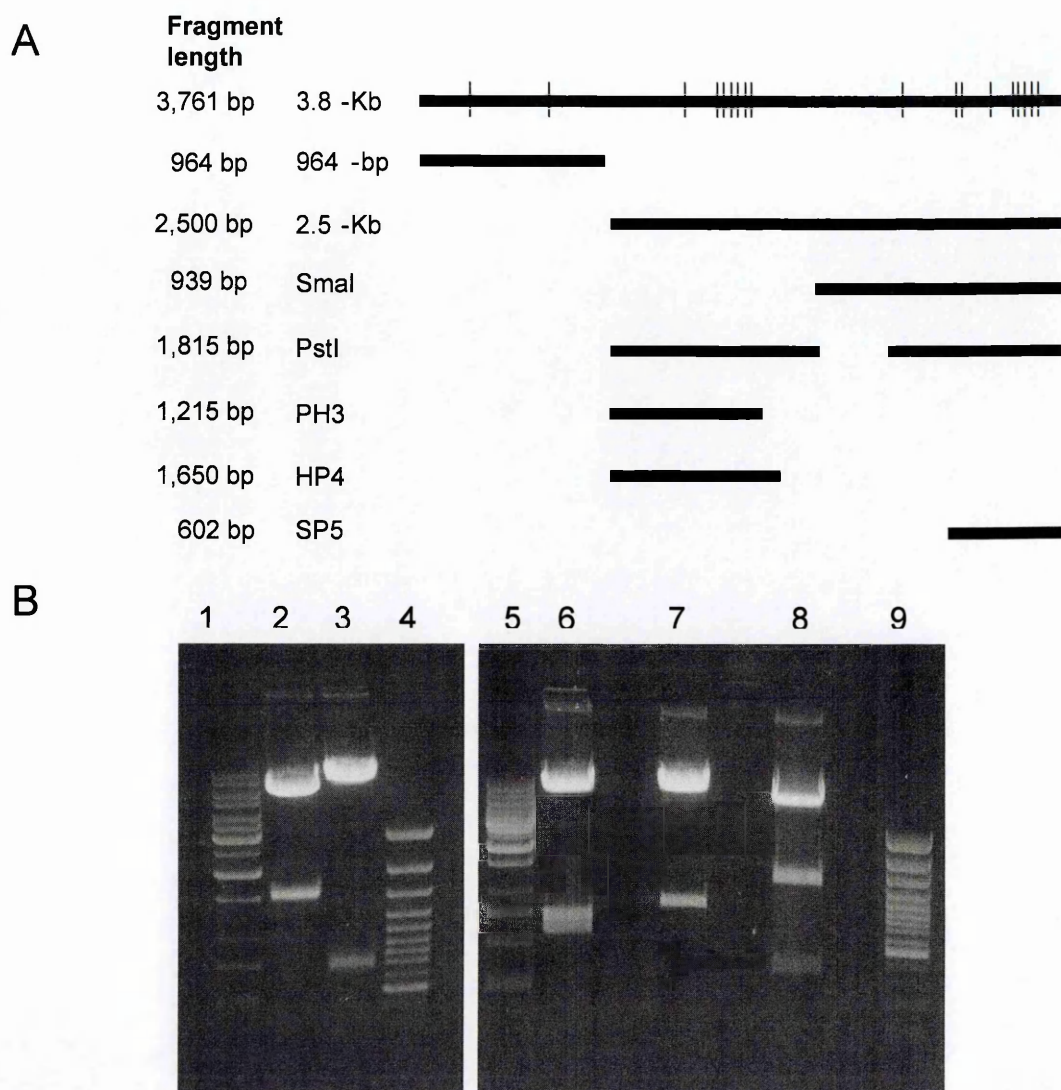 A
Fragment
length
3,761 bp 3.8 -Kb
964 bp 964 -bp
2,500 bp 2.5 -Kb
939 bp SmaI
1,815 bp PstI
1,215 bp PH3
1,650 bp HP4
602 bp SP5
B
1 2 3 4 5 6 7 8 9